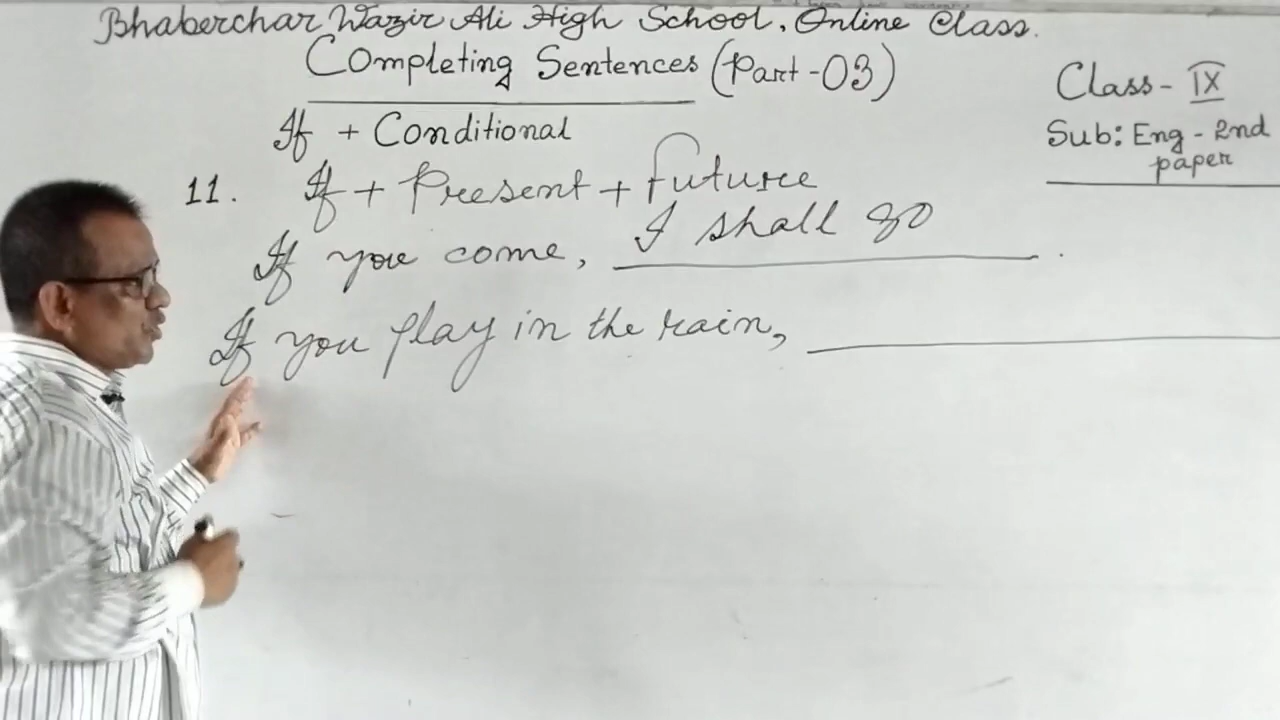 Bhaberchar Wazir Ali High School, Online Class.
Completing Sentences (Part-03)
Class - IX
Sub: Eng - 2nd paper
If + Conditional
11. If + Present + future
If you come, I shall go.
If you play in the rain,